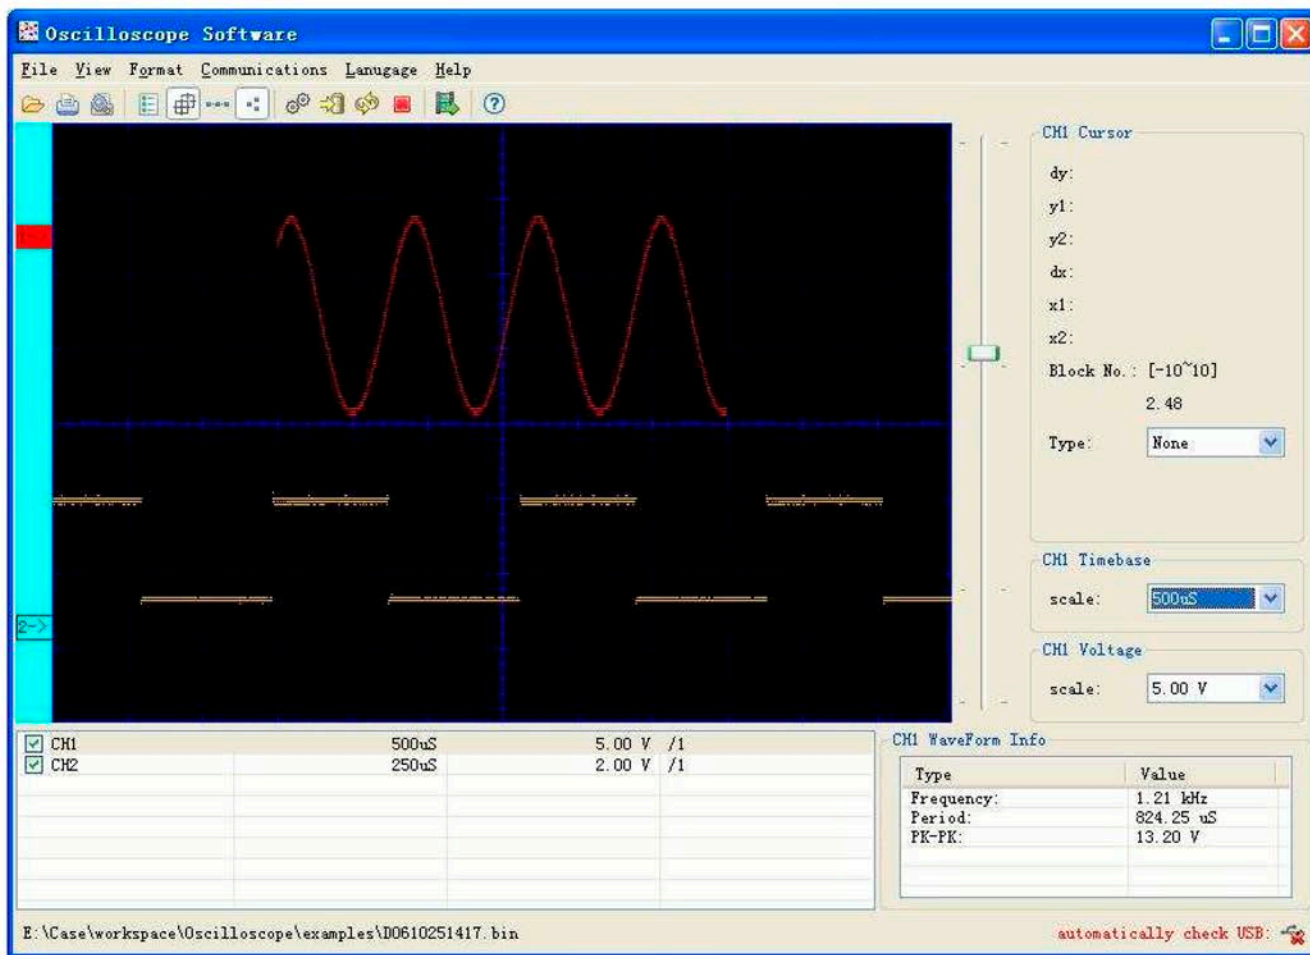 Oscilloscope Software
File View Format Communications Lanugage Help
CH1 Cursor
dy:
y1:
y2:
dx:
x1:
x2:
Block No.: [-10~10]
2.48
Type: None
CH1 Timebase
scale: 500uS
CH1 Voltage
scale: 5.00 V
2->
CH1 500uS 5.00 V /1
CH2 250uS 2.00 V /1
CH1 WaveForm Info
Type Value
Frequency: 1.21 kHz
Period: 824.25 uS
PK-PK: 13.20 V
E:\Case\workspace\Oscilloscope\examples\D0610251417.bin
automatically check USB: